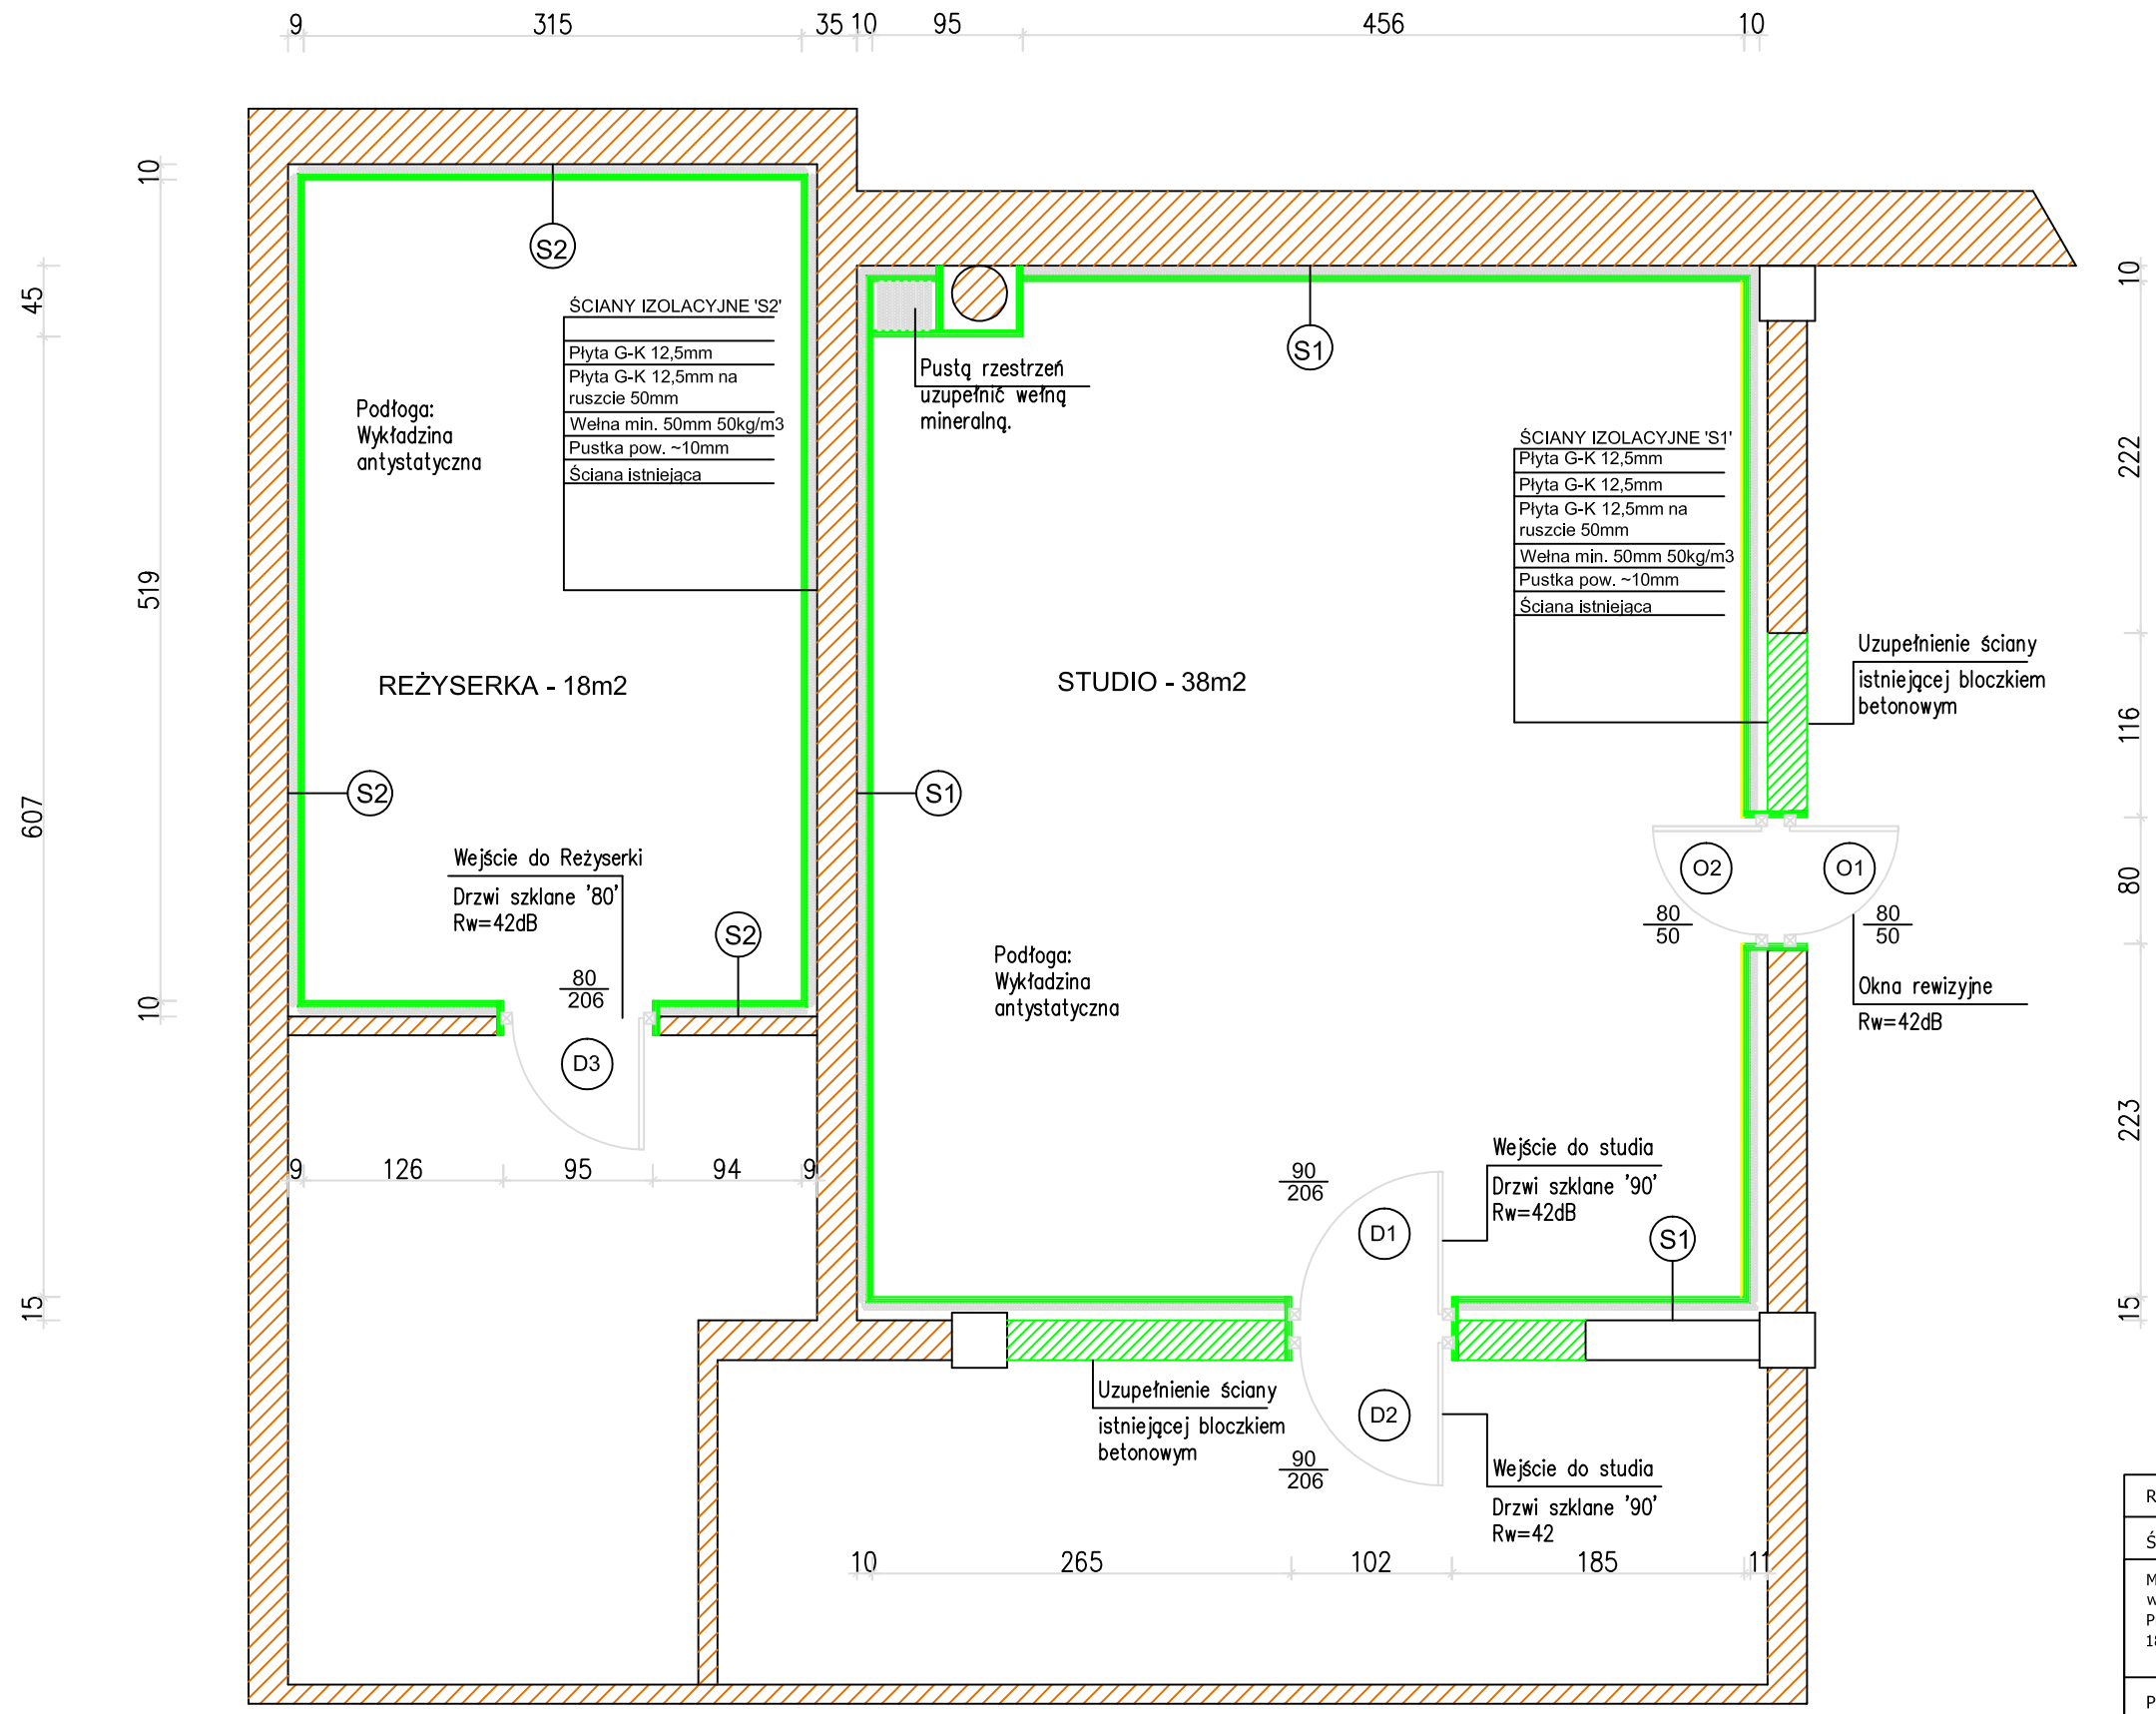 9 315 35 10 95 456 10
10
519
10
45
607
15
S2
ŚCIANY IZOLACYJNE 'S2'
Płyta G-K 12,5mm
Płyta G-K 12,5mm na
ruszcie 50mm
Wełna min. 50mm 50kg/m3
Pustka pow. ~10mm
Ściana istniejąca
Podłoga:
Wykładzina
antystatyczna
REŻYSERKA - 18m2
S2
Wejście do Reżyserki
Drzwi szklane '80'
Rw=42dB
80
206
S2
D3
9 126 95 94 9
Pustą rzestrzeń
uzupełnić wełną
mineralną.
S1
ŚCIANY IZOLACYJNE 'S1'
Płyta G-K 12,5mm
Płyta G-K 12,5mm
Płyta G-K 12,5mm na
ruszcie 50mm
Wełna min. 50mm 50kg/m3
Pustka pow. ~10mm
Ściana istniejąca
STUDIO - 38m2
S1
Podłoga:
Wykładzina
antystatyczna
Uzupełnienie ściany
istniejącej bloczkiem
betonowym
O2
O1
80
50
80
50
Okna rewizyjne
Rw=42dB
90
206
D1
Wejście do studia
Drzwi szklane '90'
Rw=42dB
S1
Uzupełnienie ściany
istniejącej bloczkiem
betonowym
D2
90
206
Wejście do studia
Drzwi szklane '90'
Rw=42
10 265 102 185 11
10
222
116
80
223
15
R
Ś
M
w
P
18
P